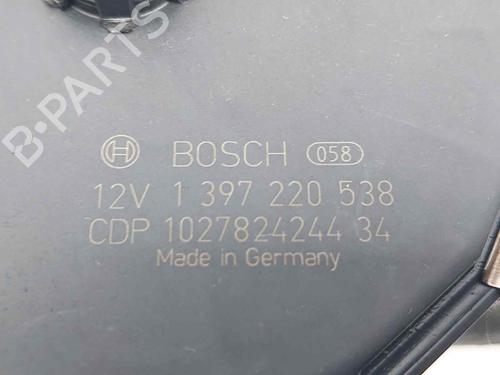 B-PARTS
BOSCH 058
12V 1 397 220 538
CDP 1027824244 34
Made in Germany